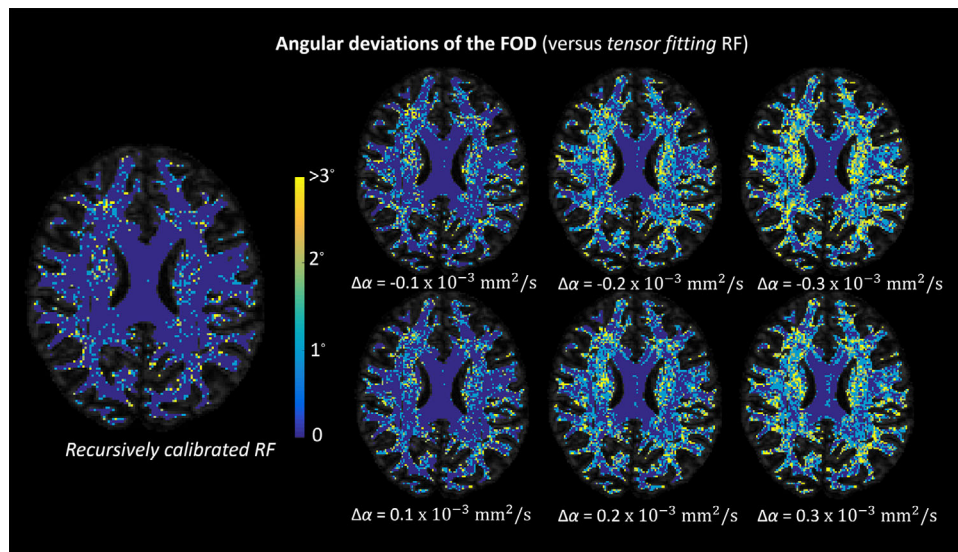 Angular deviations of the FOD (versus tensor fitting RF)
>3°
2°
1°
0
Recursively calibrated RF
Δα = -0.1 x 10⁻³ mm²/s
Δα = -0.2 x 10⁻³ mm²/s
Δα = -0.3 x 10⁻³ mm²/s
Δα = 0.1 x 10⁻³ mm²/s
Δα = 0.2 x 10⁻³ mm²/s
Δα = 0.3 x 10⁻³ mm²/s